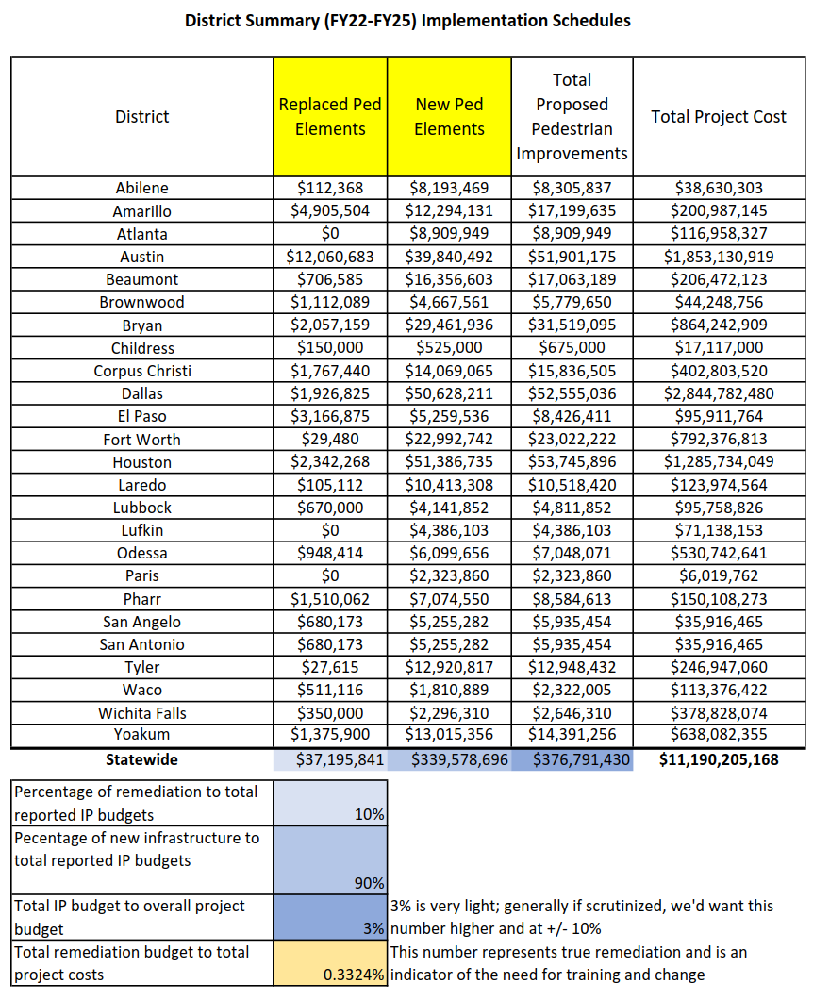 District Summary (FY22-FY25) Implementation Schedules
District
Replaced Ped
Elements
New Ped
Elements
Total
Proposed
Pedestrian
Improvements
Total Project Cost
Abilene $112,368 $8,193,469 $8,305,837 $38,630,303
Amarillo $4,905,504 $12,294,131 $17,199,635 $200,987,145
Atlanta $0 $8,909,949 $8,909,949 $116,958,327
Austin $12,060,683 $39,840,492 $51,901,175 $1,853,130,919
Beaumont $706,585 $16,356,603 $17,063,189 $206,472,123
Brownwood $1,112,089 $4,667,561 $5,779,650 $44,248,756
Bryan $2,057,159 $29,461,936 $31,519,095 $864,242,909
Childress $150,000 $525,000 $675,000 $17,117,000
Corpus Christi $1,767,440 $14,069,065 $15,836,505 $402,803,520
Dallas $1,926,825 $50,628,211 $52,555,036 $2,844,782,480
El Paso $3,166,875 $5,259,536 $8,426,411 $95,911,764
Fort Worth $29,480 $22,992,742 $23,022,222 $792,376,813
Houston $2,342,268 $51,386,735 $53,745,896 $1,285,734,049
Laredo $105,112 $10,413,308 $10,518,420 $123,974,564
Lubbock $670,000 $4,141,852 $4,811,852 $95,758,826
Lufkin $0 $4,386,103 $4,386,103 $71,138,153
Odessa $948,414 $6,099,656 $7,048,071 $530,742,641
Paris $0 $2,323,860 $2,323,860 $6,019,762
Pharr $1,510,062 $7,074,550 $8,584,613 $150,108,273
San Angelo $680,173 $5,255,282 $5,935,454 $35,916,465
San Antonio $680,173 $5,255,282 $5,935,454 $35,916,465
Tyler $27,615 $12,920,817 $12,948,432 $246,947,060
Waco $511,116 $1,810,889 $2,322,005 $113,376,422
Wichita Falls $350,000 $2,296,310 $2,646,310 $378,828,074
Yoakum $1,375,900 $13,015,356 $14,391,256 $638,082,355
Statewide $37,195,841 $339,578,696 $376,791,430 $11,190,205,168
Percentage of remediation to total
reported IP budgets 10%
Pecentage of new infrastructure to
total reported IP budgets
90%
Total IP budget to overall project 3% is very light; generally if scrutinized, we'd want this
budget 3% number higher and at +/- 10%
Total remediation budget to total This number represents true remediation and is an
project costs 0.3324% indicator of the need for training and change